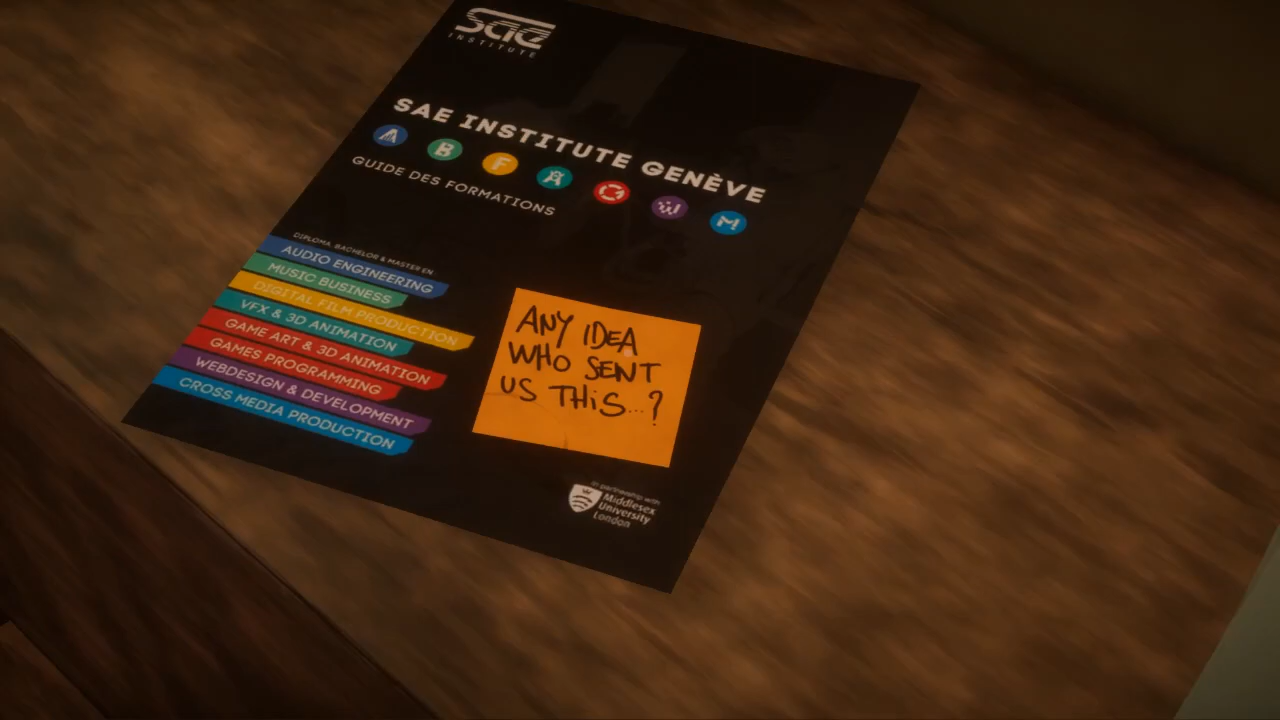 sae
INSTITUTE
SAE INSTITUTE GENÈVE
A B F A G W M
GUIDE DES FORMATIONS
DIPLOMA, BACHELOR & MASTER EN :
AUDIO ENGINEERING
MUSIC BUSINESS
DIGITAL FILM PRODUCTION
VFX & 3D ANIMATION
GAME ART & 3D ANIMATION
GAMES PROGRAMMING
WEBDESIGN & DEVELOPMENT
CROSS MEDIA PRODUCTION
ANY IDEA
WHO SENT
US THIS...?
In partnership with
Middlesex
University
London